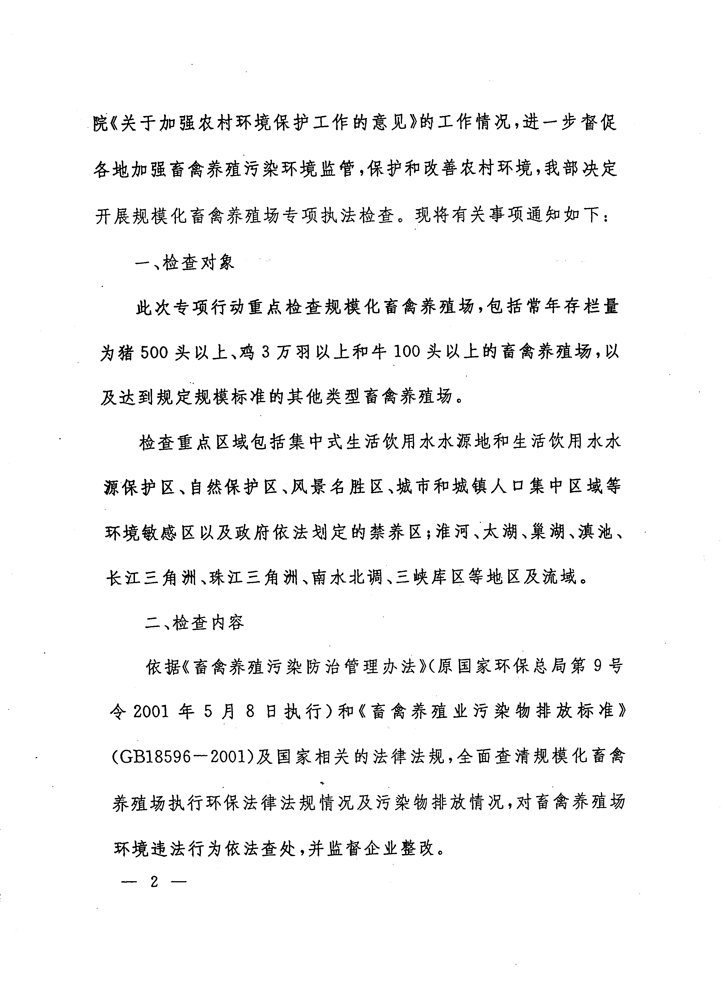 院《关于加强农村环境保护工作的意见》的工作情况,进一步督促
各地加强畜禽养殖污染环境监管,保护和改善农村环境,我部决定
开展规模化畜禽养殖场专项执法检查。现将有关事项通知如下:
一、检查对象
此次专项行动重点检查规模化畜禽养殖场,包括常年存栏量
为猪 500 头以上、鸡 3 万羽以上和牛 100 头以上的畜禽养殖场,以
及达到规定规模标准的其他类型畜禽养殖场。
检查重点区域包括集中式生活饮用水水源地和生活饮用水水
源保护区、自然保护区、风景名胜区、城市和城镇人口集中区域等
环境敏感区以及政府依法划定的禁养区;淮河、太湖、巢湖、滇池、
长江三角洲、珠江三角洲、南水北调、三峡库区等地区及流域。
二、检查内容
依据《畜禽养殖污染防治管理办法》(原国家环保总局第 9 号
令 2001 年 5 月 8 日执行)和《畜禽养殖业污染物排放标准》
(GB18596—2001)及国家相关的法律法规,全面查清规模化畜禽
养殖场执行环保法律法规情况及污染物排放情况,对畜禽养殖场
环境违法行为依法查处,并监督企业整改。
— 2 —